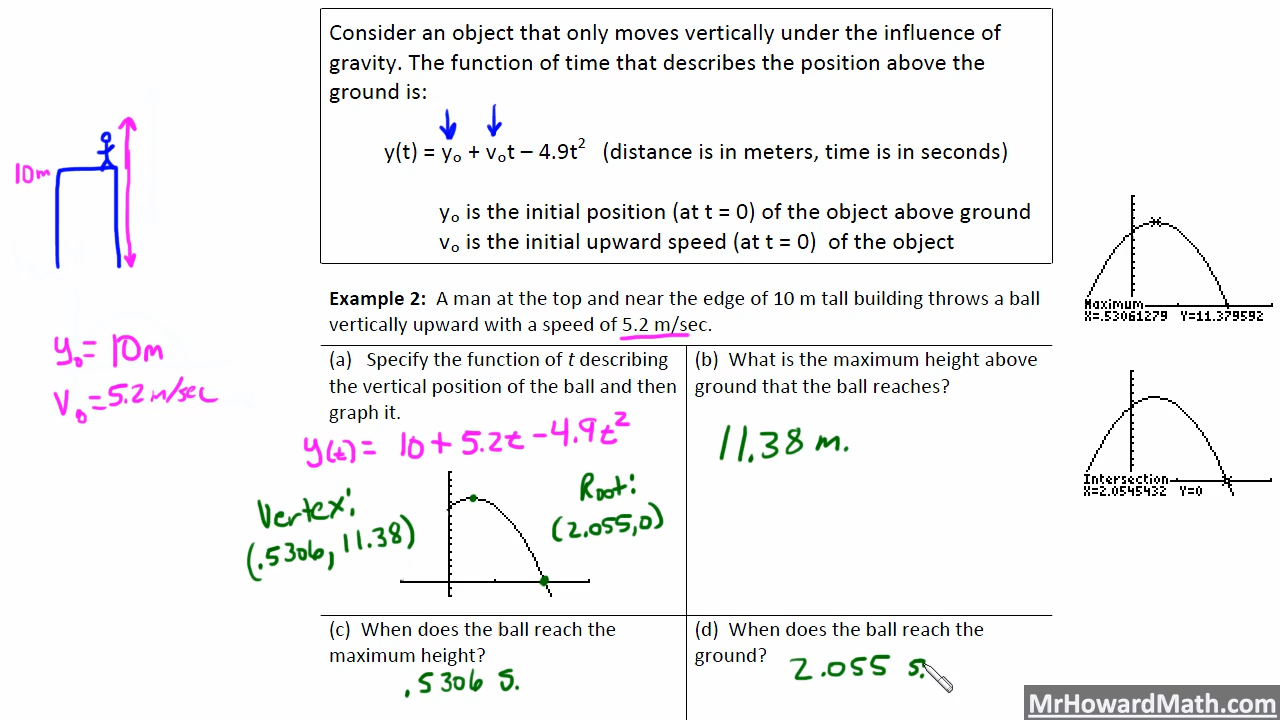 Consider an object that only moves vertically under the influence of
gravity. The function of time that describes the position above the
ground is:
y(t) = y₀ + v₀t – 4.9t² (distance is in meters, time is in seconds)
y₀ is the initial position (at t = 0) of the object above ground
v₀ is the initial upward speed (at t = 0) of the object
10m
y₀ = 10m
v₀ = 5.2 m/sec
Example 2: A man at the top and near the edge of 10 m tall building throws a ball
vertically upward with a speed of 5.2 m/sec.
(a) Specify the function of t describing
the vertical position of the ball and then
graph it.
y(t) = 10 + 5.2t - 4.9t²
Vertex:
(.5306, 11.38)
Root:
(2.055, 0)
(b) What is the maximum height above
ground that the ball reaches?
11.38 m.
(c) When does the ball reach the
maximum height?
.5306 s.
(d) When does the ball reach the
ground?
2.055 s.
Maximum
X=.53061279 Y=11.379592
Intersection
X=2.0545432 Y=0
MrHowardMath.com